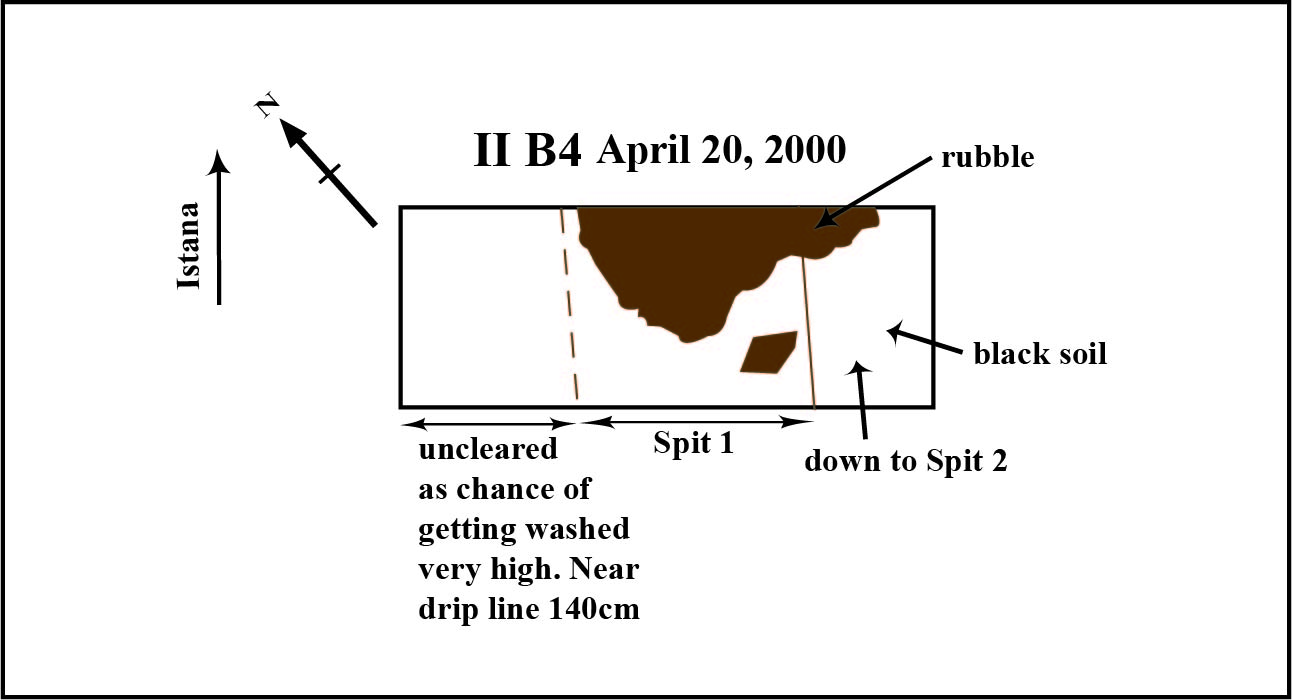 N
II B4 April 20, 2000
rubble
Istana
black soil
Spit 1
down to Spit 2
uncleared
as chance of
getting washed
very high. Near
drip line 140cm